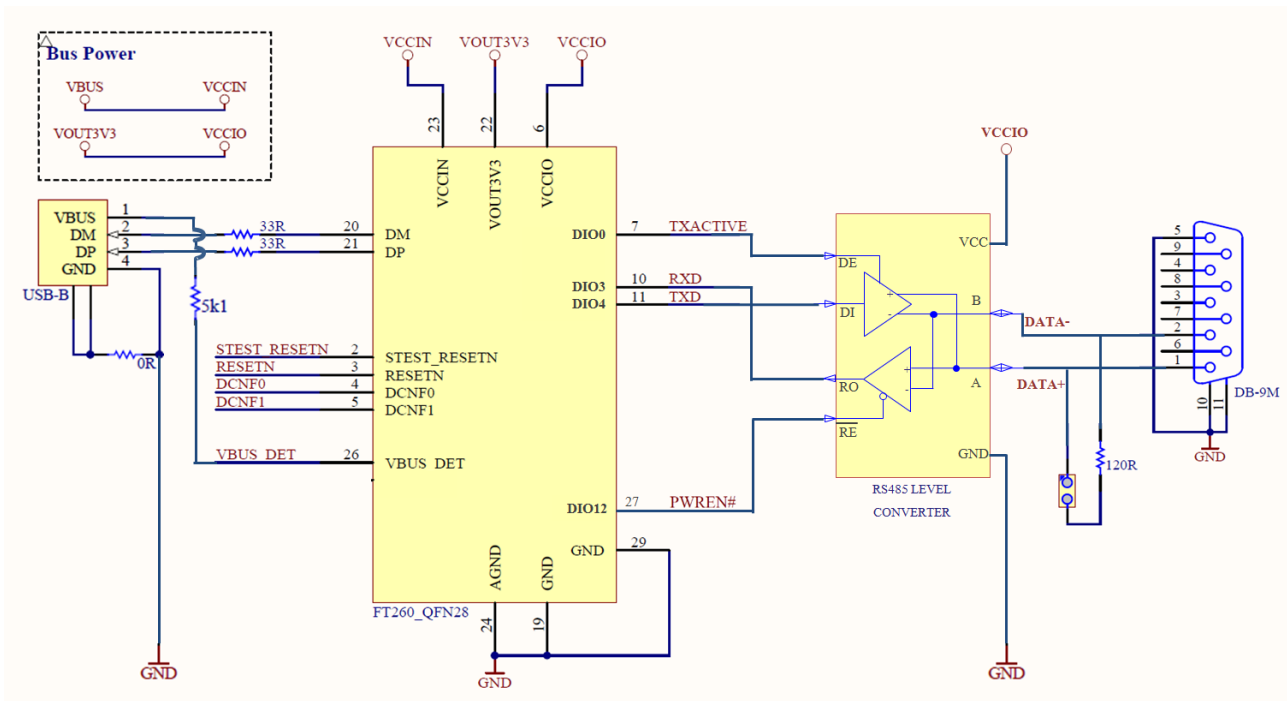 Bus Power
VBUS
VCCIN
VOUT3V3
VCCIO
VCCIN
VOUT3V3
VCCIO
23
22
6
VCCIN
VOUT3V3
VCCIO
VBUS
DM
DP
GND
1
2
3
4
USB-B
33R
33R
5k1
0R
GND
20
21
DM
DP
STEST_RESETN
RESETN
DCNF0
DCNF1
2
3
4
5
STEST_RESETN
RESETN
DCNF0
DCNF1
VBUS DET
26
VBUS DET
DIO0
7
TXACTIVE
DIO3
10
RXD
DIO4
11
TXD
DIO12
27
PWREN#
GND
29
AGND
GND
24
19
FT260_QFN28
GND
VCCIO
VCC
DE
DI
RO
RE
+
-
+
-
B
A
GND
RS485 LEVEL
CONVERTER
GND
DATA-
DATA+
120R
5
9
4
8
3
7
2
6
1
10
11
DB-9M
GND